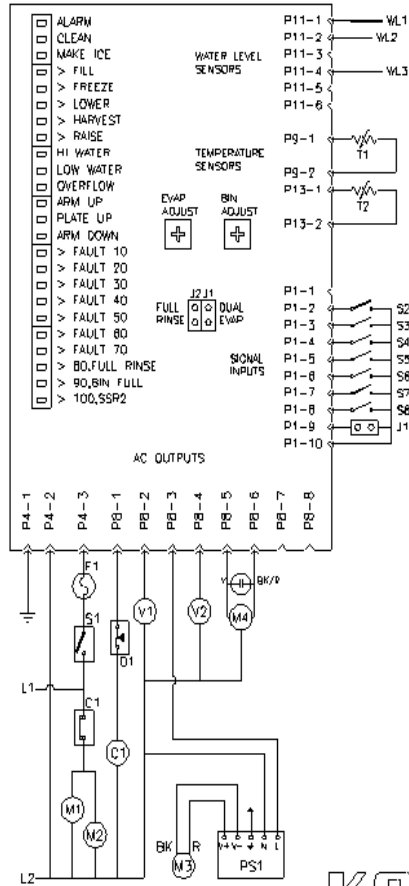 ALARM
CLEAN
MAKE ICE
> FILL
> FREEZE
> LOWER
> HARVEST
> RAISE
HI WATER
LOW WATER
OVERFLOW
ARM UP
PLATE UP
ARM DOWN
> FAULT 10
> FAULT 20
> FAULT 30
> FAULT 40
> FAULT 50
> FAULT 60
> FAULT 70
> 80,FULL RINSE
> 90,BIN FULL
> 100,SSR2
WATER LEVEL
SENSORS
TEMPERATURE
SENSORS
EVAP
ADJUST
BIN
ADJUST
J2 J1
FULL
RINSE
DUAL
EVAP
SIGNAL
INPUTS
AC OUTPUTS
P11-1
WL1
P11-2
WL2
P11-3
P11-4
WL3
P11-5
P11-6
P9-1
T1
P9-2
P13-1
T2
P13-2
P1-1
P1-2
S2
P1-3
S3
P1-4
S4
P1-5
S5
P1-6
S6
P1-7
S7
P1-8
P1-9
J1
P1-10
P4-1
P4-2
P4-3
P8-2
P8-3
P8-4
P8-5
P8-6
P8-7
F1
S1
V1
V2
BK/R
M4
L1
C1
C1
M1
M2
BK
R
M3
V+
V-
N
L
PS1
L2